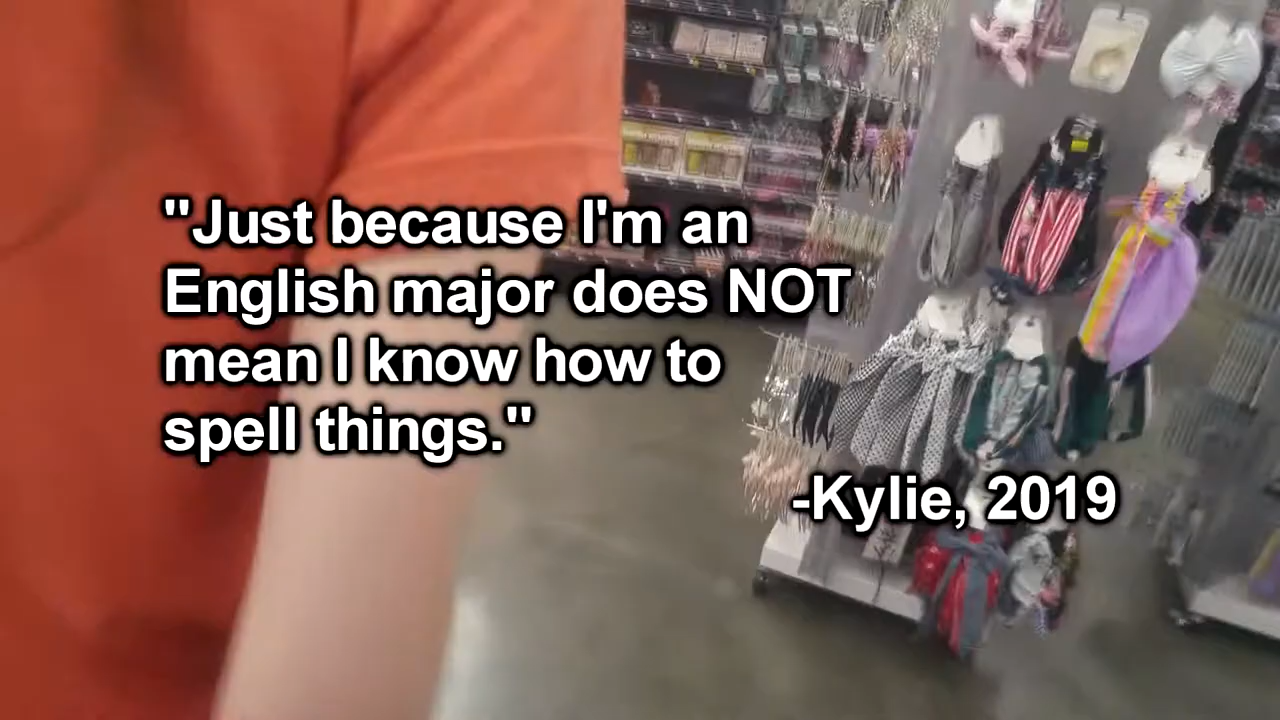 "Just because I'm an
English major does NOT
mean I know how to
spell things."
-Kylie, 2019